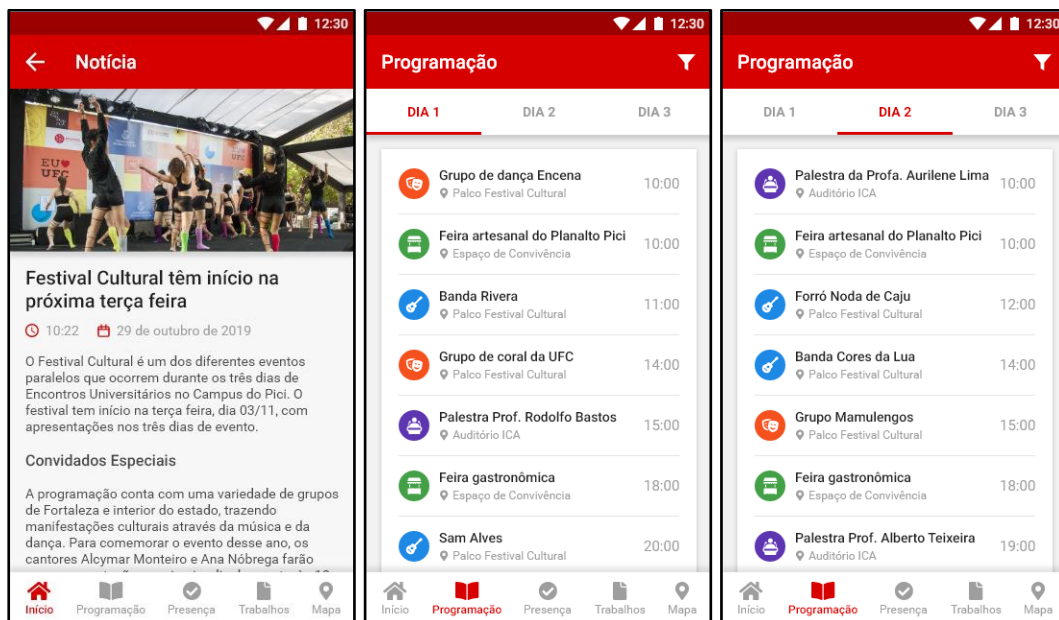 12:30
Notícia
EU
UFC
Festival Cultural têm início na
próxima terça feira
10:22 29 de outubro de 2019
O Festival Cultural é um dos diferentes eventos
paralelos que ocorrem durante os três dias de
Encontros Universitários no Campus do Pici. O
festival tem início na terça feira, dia 03/11, com
apresentações nos três dias de evento.
Convidados Especiais
A programação conta com uma variedade de grupos
de Fortaleza e interior do estado, trazendo
manifestações culturais através da música e da
dança. Para comemorar o evento desse ano, os
cantores Alcymar Monteiro e Ana Nóbrega farão
Início Programação Presença Trabalhos Mapa
12:30
Programação
DIA 1 DIA 2 DIA 3
Grupo de dança Encena 10:00
Palco Festival Cultural
Feira artesanal do Planalto Pici 10:00
Espaço de Convivência
Banda Rivera 11:00
Palco Festival Cultural
Grupo de coral da UFC 14:00
Palco Festival Cultural
Palestra Prof. Rodolfo Bastos 15:00
Auditório ICA
Feira gastronômica 18:00
Espaço de Convivência
Sam Alves 20:00
Palco Festival Cultural
Início Programação Presença Trabalhos Mapa
12:30
Programação
DIA 1 DIA 2 DIA 3
Palestra da Profa. Aurilene Lima 10:00
Auditório ICA
Feira artesanal do Planalto Pici 10:00
Espaço de Convivência
Forró Noda de Caju 12:00
Palco Festival Cultural
Banda Cores da Lua 14:00
Palco Festival Cultural
Grupo Mamulengos 15:00
Palco Festival Cultural
Feira gastronômica 18:00
Espaço de Convivência
Palestra Prof. Alberto Teixeira 19:00
Auditório ICA
Início Programação Presença Trabalhos Mapa